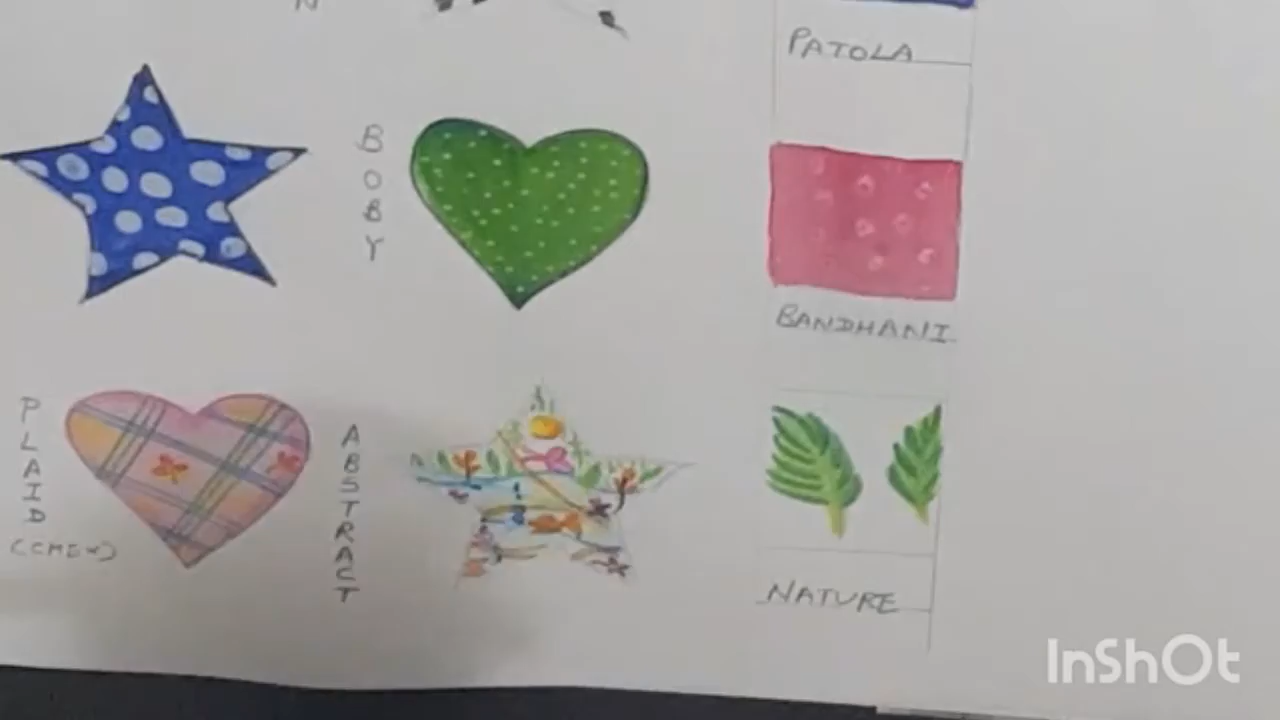 N
PATOLA
BOBY
BANDHANI
PLAID
ABSTRACT
NATURE
InShOt